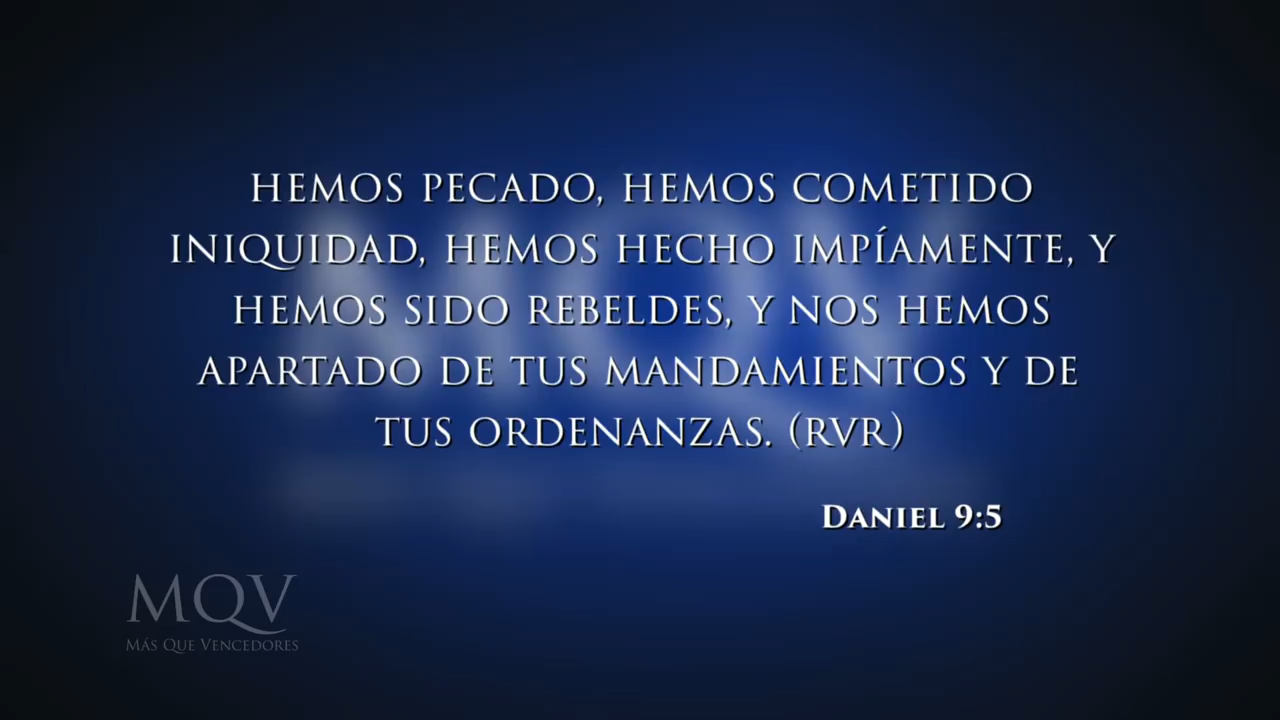 HEMOS PECADO, HEMOS COMETIDO
INIQUIDAD, HEMOS HECHO IMPÍAMENTE, Y
HEMOS SIDO REBELDES, Y NOS HEMOS
APARTADO DE TUS MANDAMIENTOS Y DE
TUS ORDENANZAS. (RVR)
DANIEL 9:5
MQV
MÁS QUE VENCEDORES